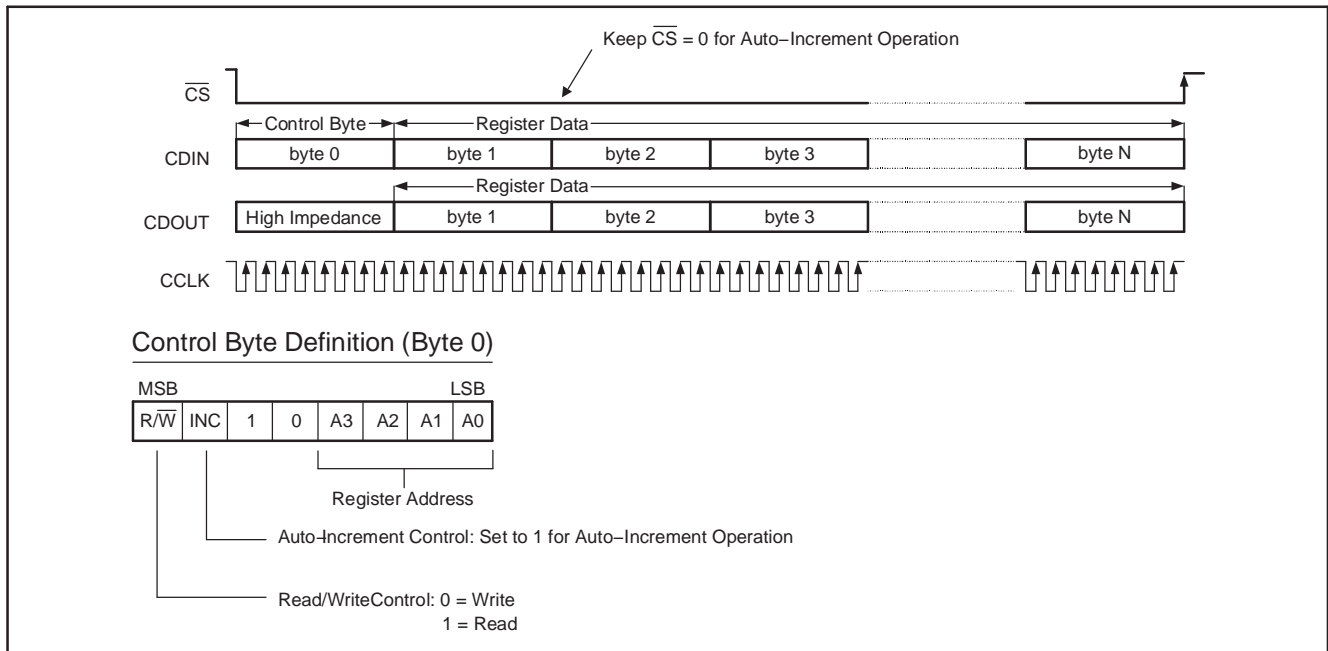 Keep CS = 0 for Auto−Increment Operation
CS
Control Byte
Register Data
CDIN
byte 0
byte 1
byte 2
byte 3
byte N
Register Data
CDOUT
High Impedance
byte 1
byte 2
byte 3
byte N
CCLK
Control Byte Definition (Byte 0)
MSB
LSB
R/W
INC
1
0
A3
A2
A1
A0
Register Address
Auto−Increment Control: Set to 1 for Auto−Increment Operation
Read/WriteControl: 0 = Write
1 = Read